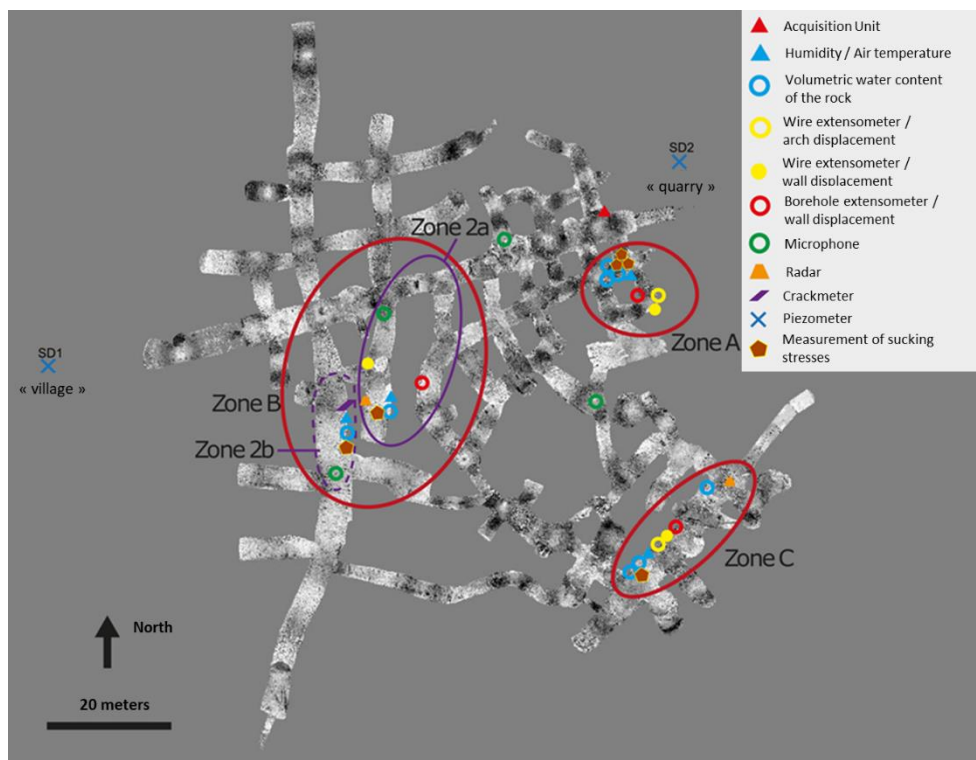 Acquisition Unit
Humidity / Air temperature
Volumetric water content
of the rock
Wire extensometer /
arch displacement
Wire extensometer /
wall displacement
Borehole extensometer /
wall displacement
Microphone
Radar
Crackmeter
Piezometer
Measurement of sucking
stresses
SD2
« quarry »
Zone 2a
Zone A
SD1
« village »
Zone B
Zone 2b
Zone C
North
20 meters